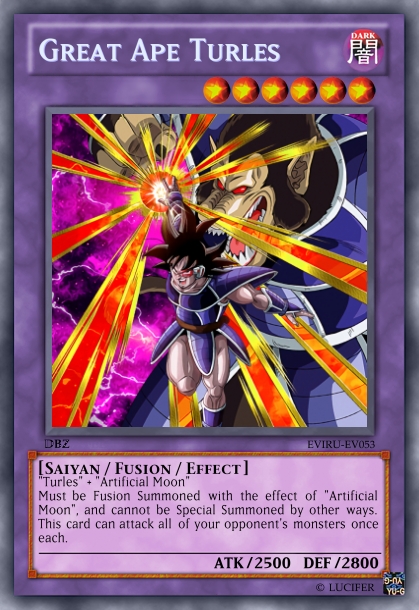 GREAT APE TURLES
DARK
闇
DBZ
EVIRU-EV053
[SAIYAN / FUSION / EFFECT]
"Turles" + "Artificial Moon"
Must be Fusion Summoned with the effect of "Artificial
Moon", and cannot be Special Summoned by other ways.
This card can attack all of your opponent's monsters once
each.
ATK/2500 DEF/2800
© LUCIFER